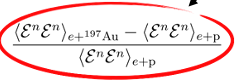 ⟨ℰⁿℰⁿ⟩ₑ₊¹⁹⁷Au − ⟨ℰⁿℰⁿ⟩ₑ₊ₚ
⟨ℰⁿℰⁿ⟩ₑ₊ₚ